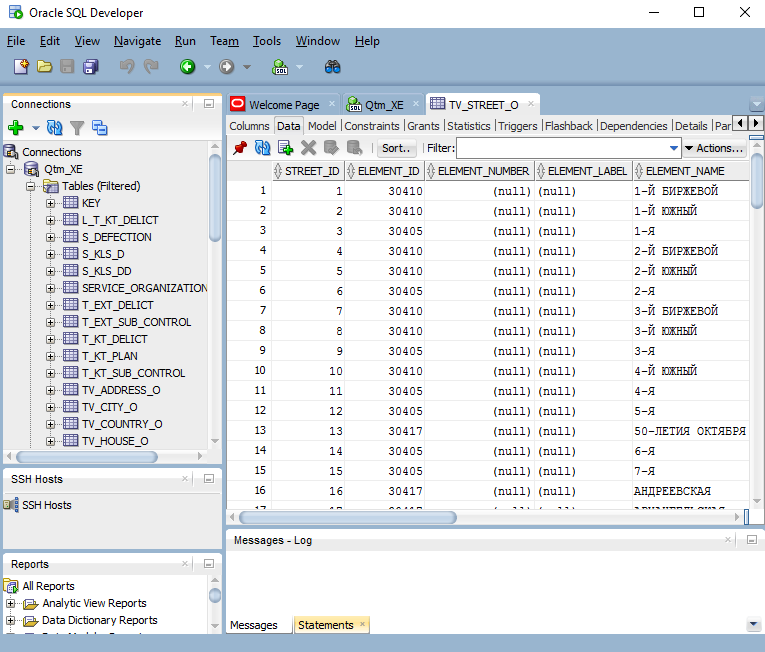 Oracle SQL Developer
File Edit View Navigate Run Team Tools Window Help
Connections
Connections
Qtm_XE
Tables (Filtered)
KEY
L_T_KT_DELICT
S_DEFECTION
S_KLS_D
S_KLS_DD
SERVICE_ORGANIZATION
T_EXT_DELICT
T_EXT_SUB_CONTROL
T_KT_DELICT
T_KT_PLAN
T_KT_SUB_CONTROL
TV_ADDRESS_O
TV_CITY_O
TV_COUNTRY_O
TV_HOUSE_O
SSH Hosts
SSH Hosts
Reports
All Reports
Analytic View Reports
Data Dictionary Reports
Welcome Page Qtm_XE TV_STREET_O
Columns Data Model Constraints Grants Statistics Triggers Flashback Dependencies Details Par
Sort.. Filter: Actions...
STREET_ID ELEMENT_ID ELEMENT_NUMBER ELEMENT_LABEL ELEMENT_NAME
1 1 30410 (null) (null) 1-Й БИРЖЕВОЙ
2 2 30410 (null) (null) 1-Й ЮЖНЫЙ
3 3 30405 (null) (null) 1-Я
4 4 30410 (null) (null) 2-Й БИРЖЕВОЙ
5 5 30410 (null) (null) 2-Й ЮЖНЫЙ
6 6 30405 (null) (null) 2-Я
7 7 30410 (null) (null) 3-Й БИРЖЕВОЙ
8 8 30410 (null) (null) 3-Й ЮЖНЫЙ
9 9 30405 (null) (null) 3-Я
10 10 30410 (null) (null) 4-Й ЮЖНЫЙ
11 11 30405 (null) (null) 4-Я
12 12 30405 (null) (null) 5-Я
13 13 30417 (null) (null) 50-ЛЕТИЯ ОКТЯБРЯ
14 14 30405 (null) (null) 6-Я
15 15 30405 (null) (null) 7-Я
16 16 30417 (null) (null) АНДРЕЕВСКАЯ
Messages - Log
Messages Statements